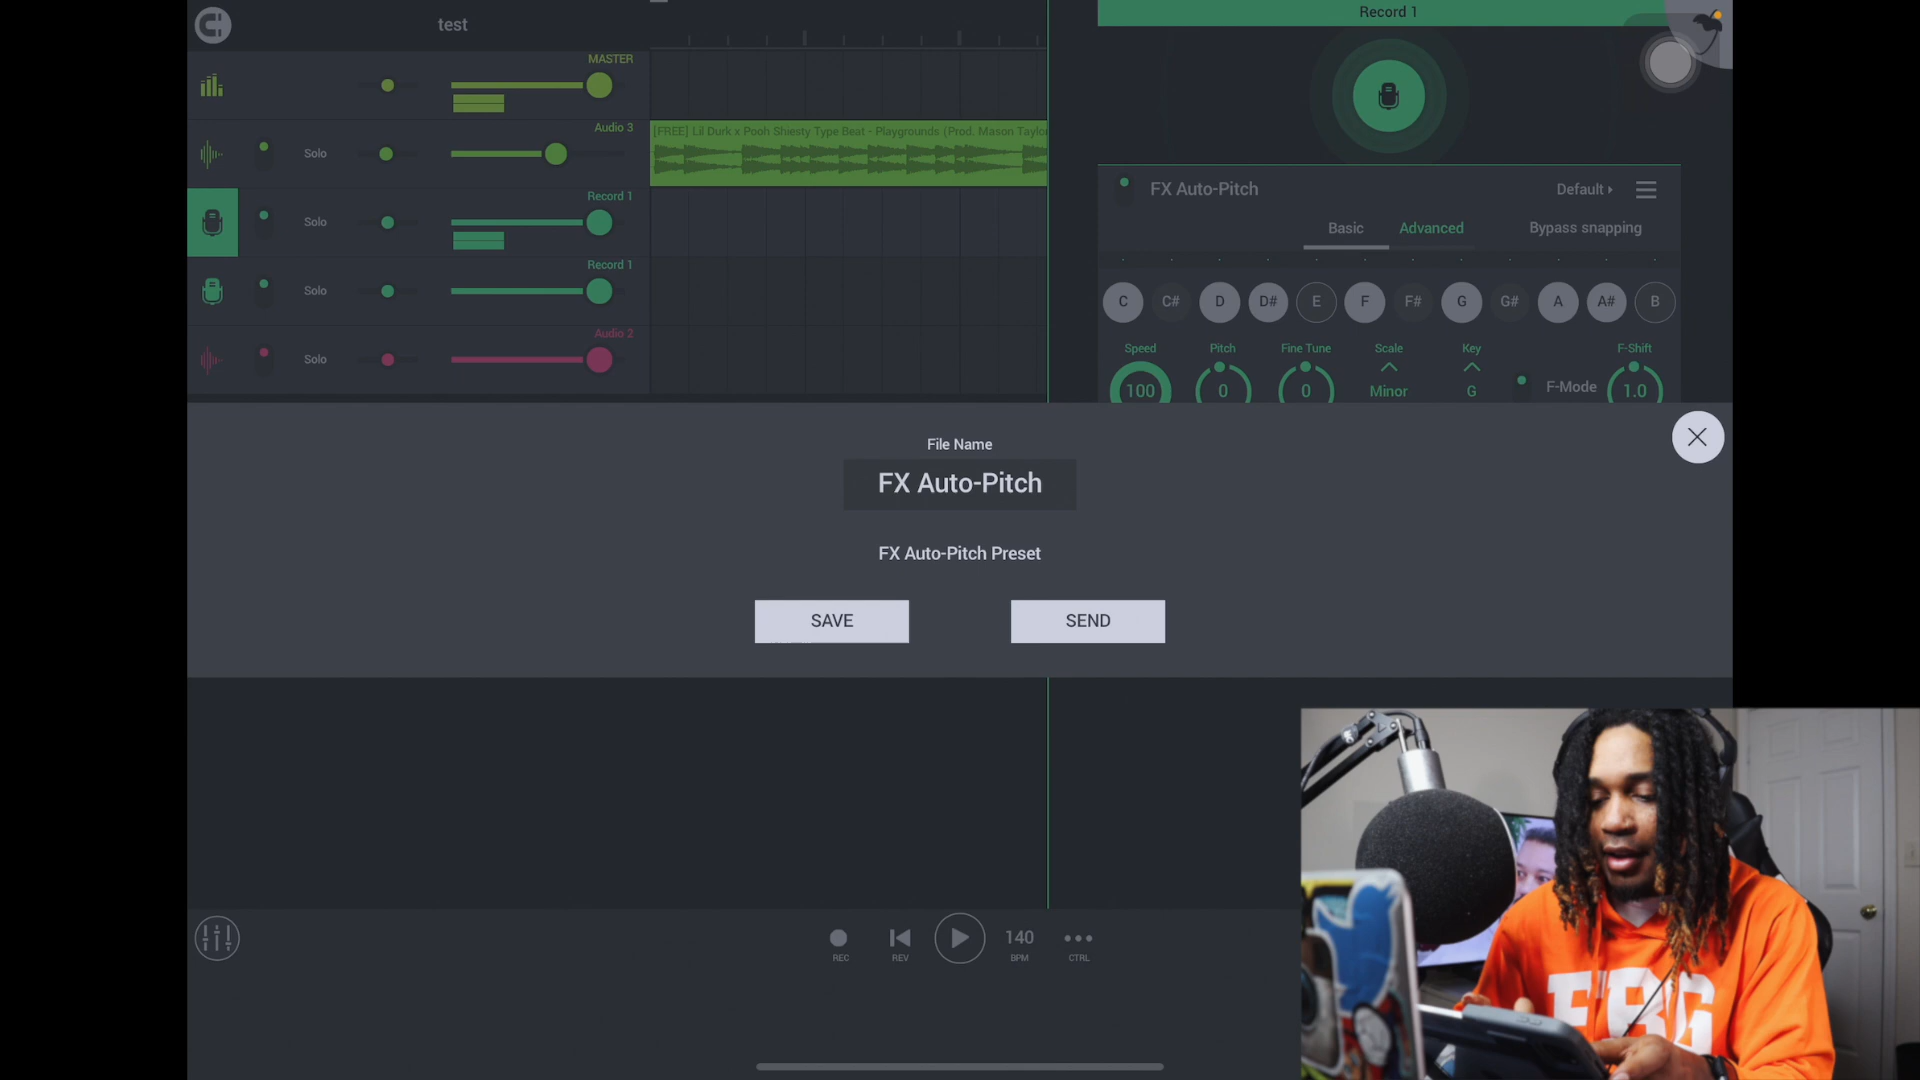 test
Record 1
MASTER
Audio 3
[FREE] Lil Durk x Pooh Shiesty Type Beat - Playgrounds (Prod. Mason Taylo
Solo
FX Auto-Pitch
Default
Record 1
Solo
Basic
Advanced
Bypass snapping
Record 1
Solo
C
C#
D
D#
E
F
F#
G
G#
A
A#
B
Audio 2
Solo
Speed
Pitch
Fine Tune
Scale
Key
F-Shift
100
0
0
Minor
G
F-Mode
1.0
File Name
FX Auto-Pitch
FX Auto-Pitch Preset
SAVE
SEND
REC
REV
140
BPM
CTRL
FBG